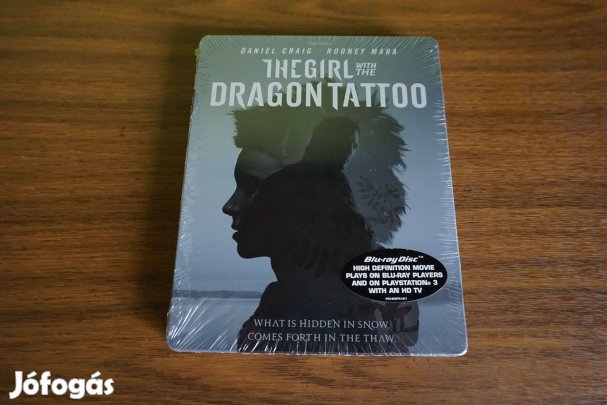 DANIEL CRAIG ROONEY MARA
THE GIRL WITH THE
DRAGON TATTOO
Blu-ray Disc™
HIGH DEFINITION MOVIE
PLAYS ON BLU-RAY PLAYERS
AND ON PLAYSTATION® 3
WITH AN HD TV
WHAT IS HIDDEN IN SNOW,
COMES FORTH IN THE THAW.
Jófogás